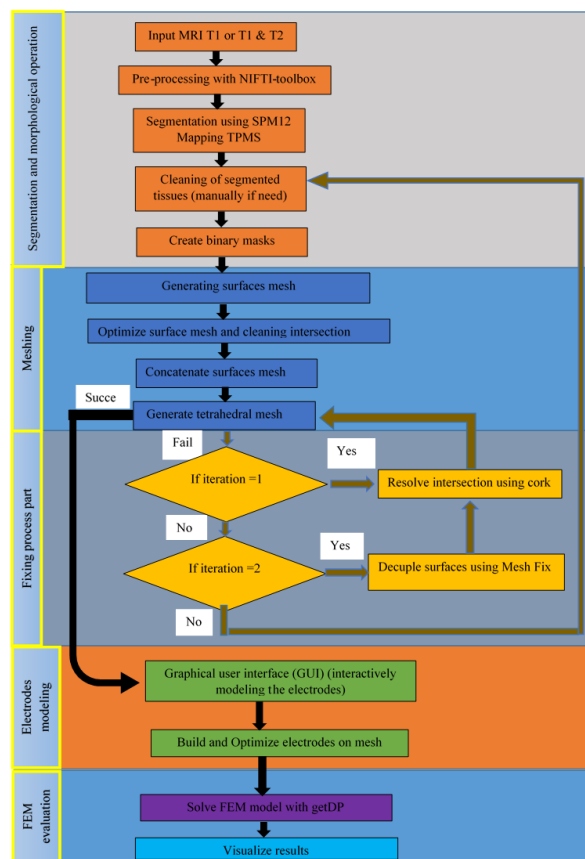 Segmentation and morphological operation
Input MRI T1 or T1 & T2
Pre-processing with NIFTI-toolbox
Segmentation using SPM12
Mapping TPMS
Cleaning of segmented
tissues (manually if need)
Create binary masks
Meshing
Generating surfaces mesh
Optimize surface mesh and cleaning intersection
Concatenate surfaces mesh
Succe
Generate tetrahedral mesh
Fixing process part
Fail
Yes
If iteration =1
Resolve intersection using cork
No
Yes
If iteration =2
Decuple surfaces using Mesh Fix
No
Electrodes
modeling
Graphical user interface (GUI) (interactively
modeling the electrodes)
Build and Optimize electrodes on mesh
FEM
evaluation
Solve FEM model with getDP
Visualize results